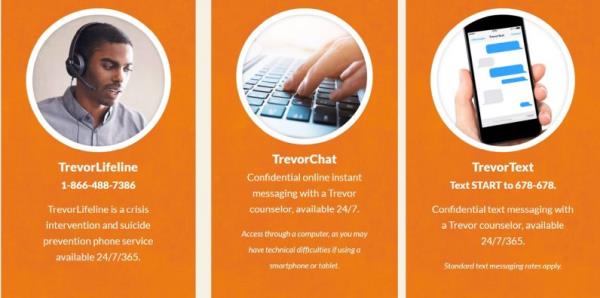 TrevorLifeline
1-866-488-7386
TrevorLifeline is a crisis
intervention and suicide
prevention phone service
available 24/7/365.
TrevorChat
Confidential online instant
messaging with a Trevor
counselor, available 24/7.
Access through a computer, as you may
have technical difficulties if using a
smartphone or tablet.
TrevorText
Text START to 678-678.
Confidential text messaging with
a Trevor counselor, available
24/7/365.
Standard text messaging rates apply.